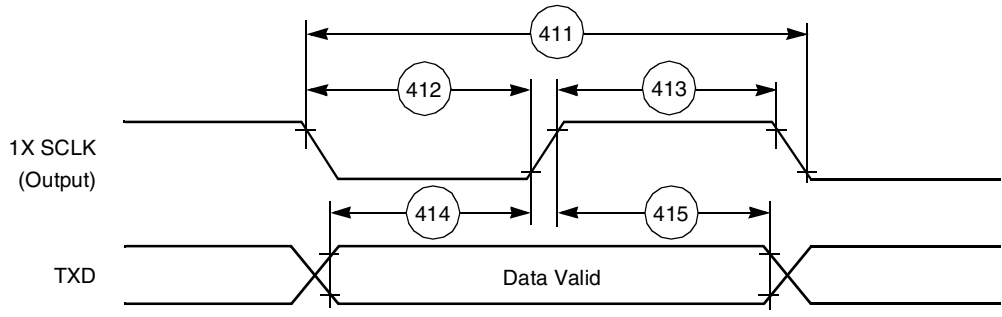 411
412
413
1X SCLK
(Output)
414
415
TXD
Data Valid